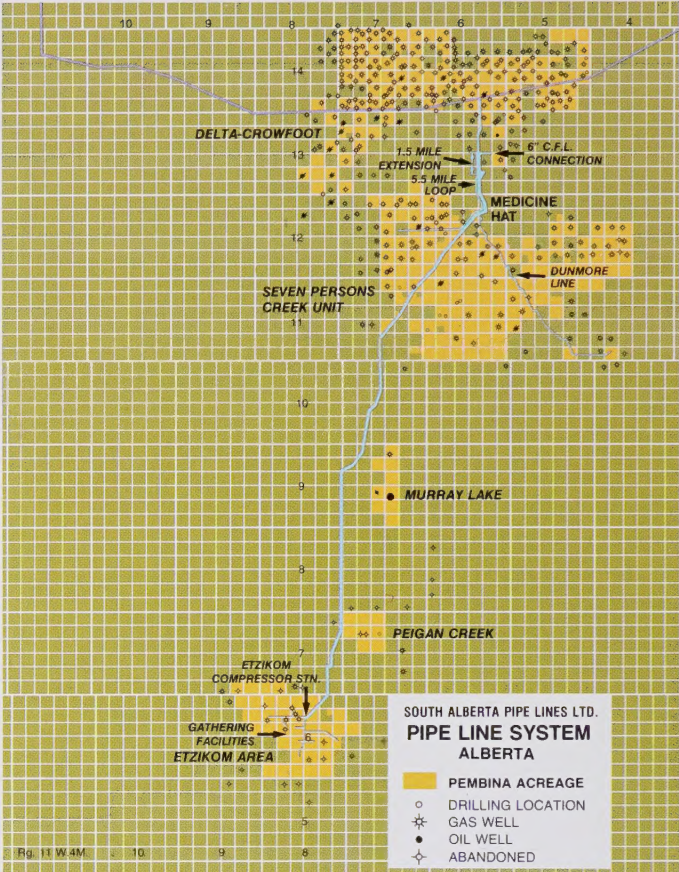 10 9 8 7 6 5 4
14
DELTA-CROWFOOT
13
1.5 MILE
EXTENSION
6" C.F.L.
CONNECTION
5.5 MILE
LOOP
MEDICINE
HAT
12
DUNMORE
LINE
SEVEN PERSONS
CREEK UNIT
11
10
9
MURRAY LAKE
8
PEIGAN CREEK
7
ETZIKOM
COMPRESSOR STN.
GATHERING
FACILITIES
6
ETZIKOM AREA
5
Rg. 11 W.4M. 10. 9 8
SOUTH ALBERTA PIPE LINES LTD.
PIPE LINE SYSTEM
ALBERTA
PEMBINA ACREAGE
DRILLING LOCATION
GAS WELL
OIL WELL
ABANDONED